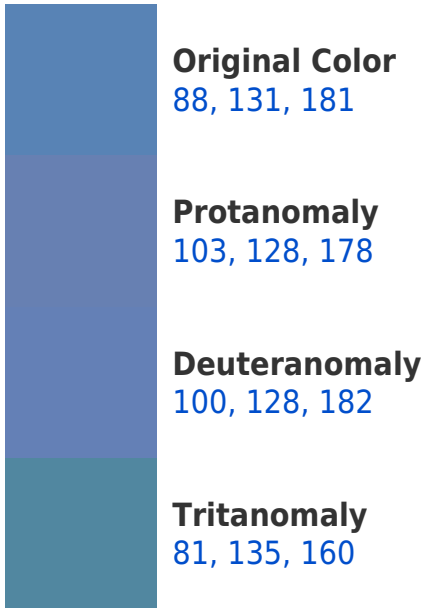 Original Color
88, 131, 181
Protanomaly
103, 128, 178
Deuteranomaly
100, 128, 182
Tritanomaly
81, 135, 160